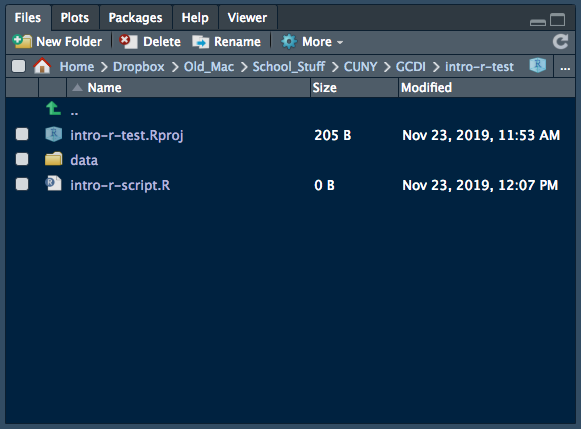 Files Plots Packages Help Viewer
New Folder Delete Rename More
Home Dropbox Old_Mac School_Stuff CUNY GCDI intro-r-test R ...
Name Size Modified
..
R intro-r-test.Rproj 205 B Nov 23, 2019, 11:53 AM
data
R intro-r-script.R 0 B Nov 23, 2019, 12:07 PM